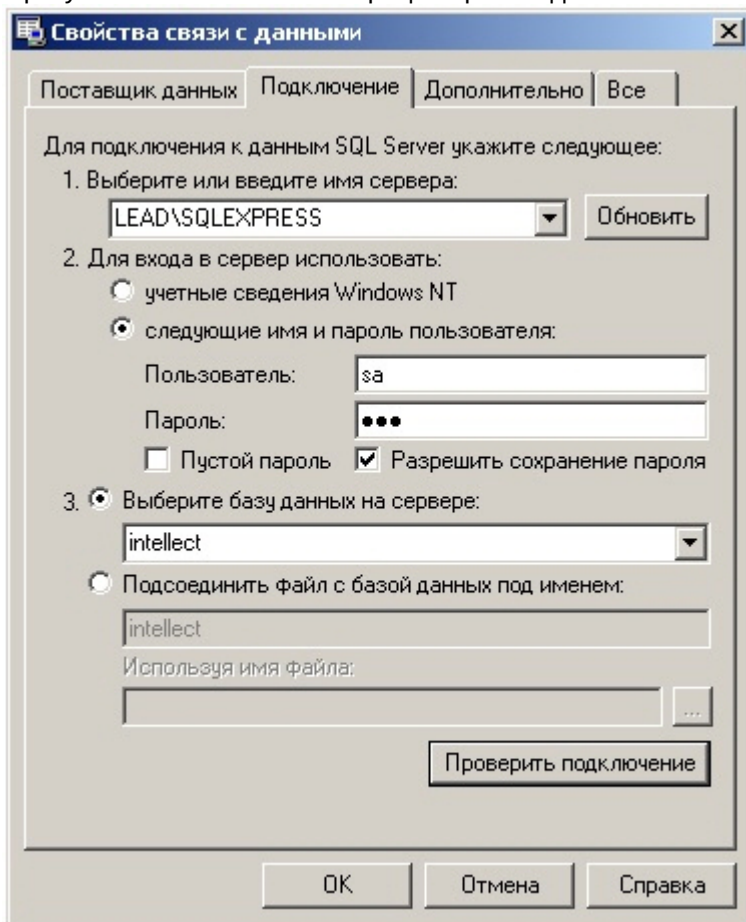 Свойства связи с данными
Поставщик данных Подключение Дополнительно Все
Для подключения к данным SQL Server укажите следующее:
1. Выберите или введите имя сервера:
LEAD\SQLEXPRESS Обновить
2. Для входа в сервер использовать:
учетные сведения Windows NT
следующие имя и пароль пользователя:
Пользователь: sa
Пароль: ●●●
Пустой пароль Разрешить сохранение пароля
3. Выберите базу данных на сервере:
intellect
Подсоединить файл с базой данных под именем:
intellect
Используя имя файла:
...
Проверить подключение
OK Отмена Справка